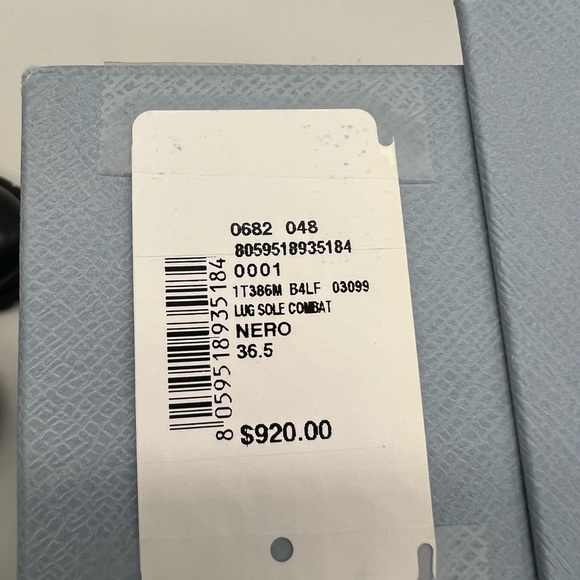 0682 048
8059518935184
0001
1T386M B4LF 03099
LUG SOLE COMBAT
NERO
36.5
$920.00
8 059518 935184